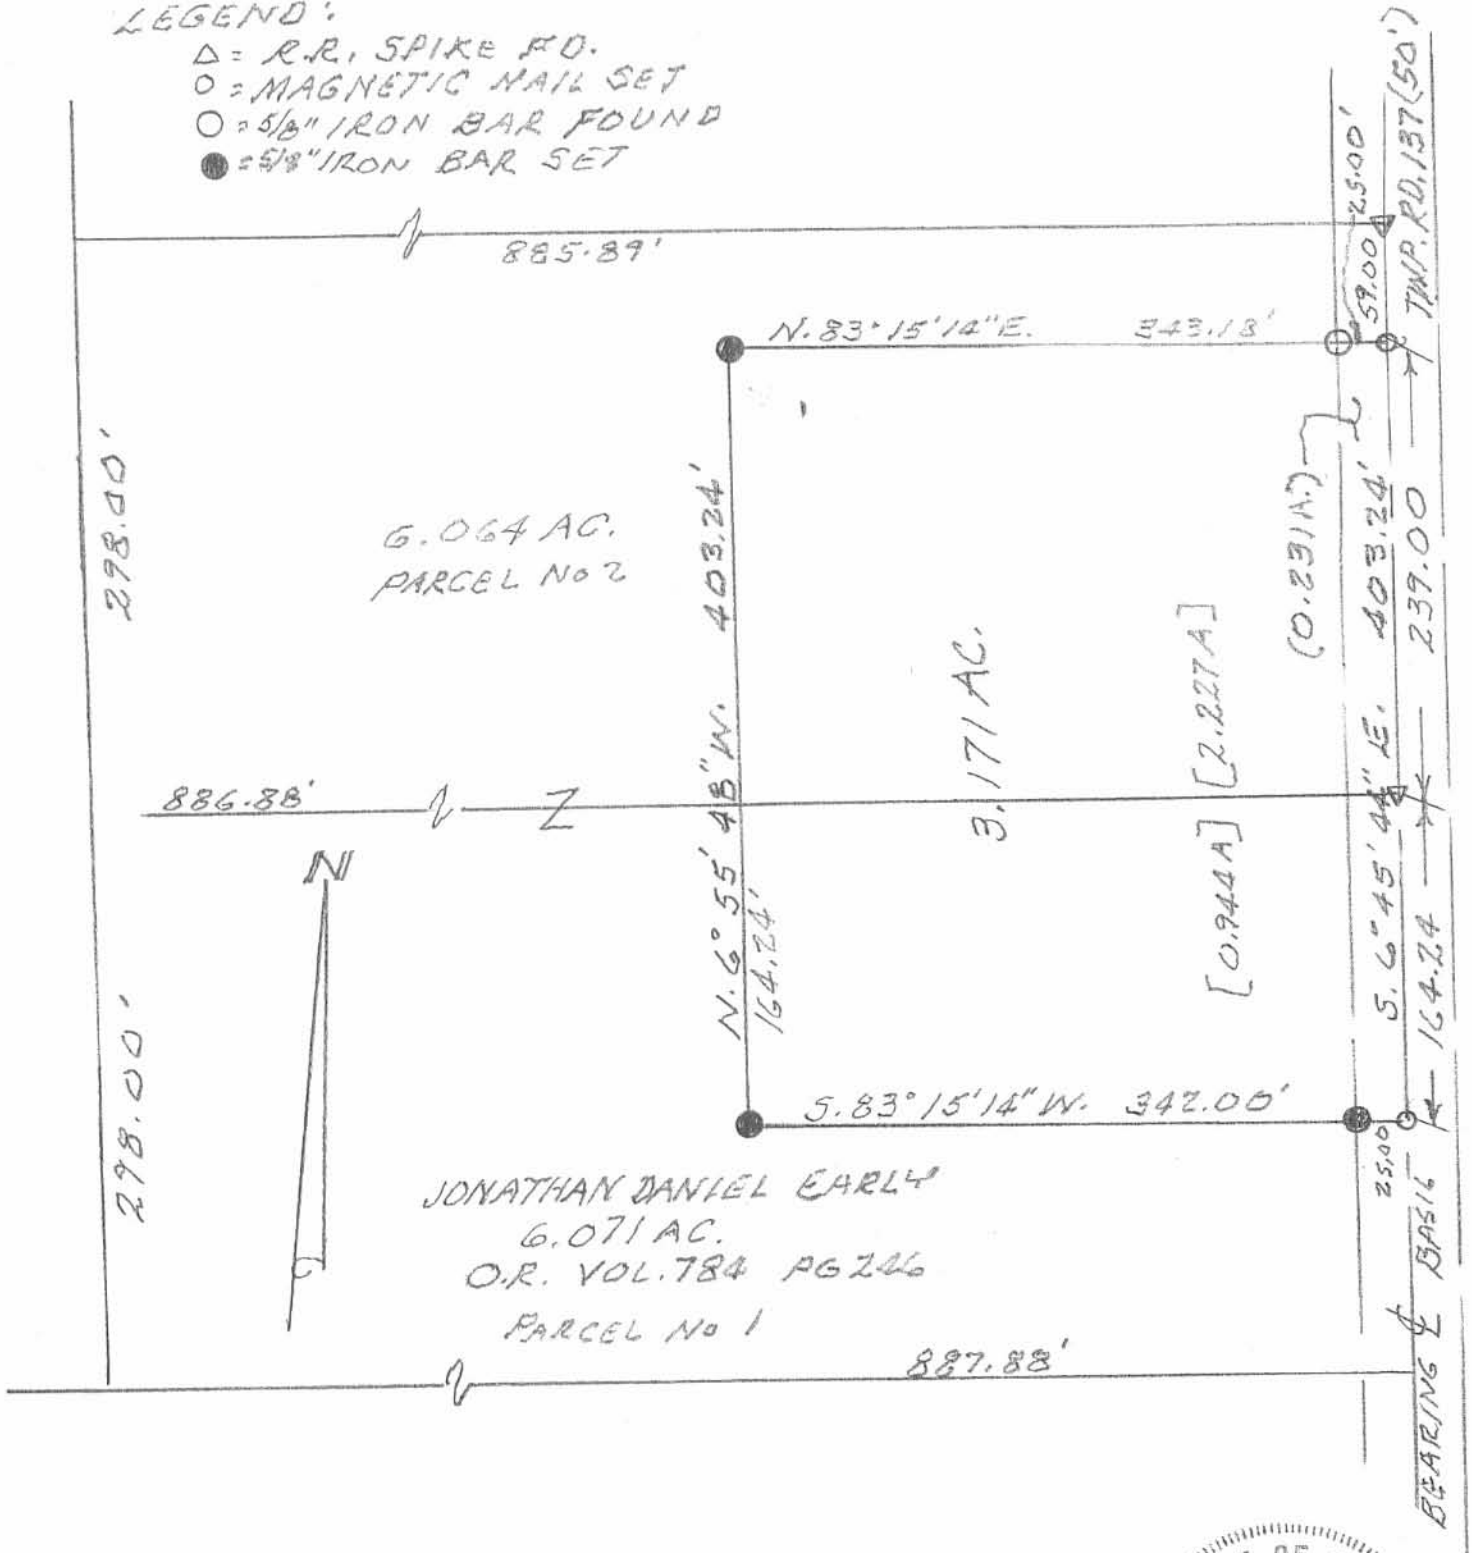 LEGEND:
△ = R.R. SPIKE FD.
○ = MAGNETIC NAIL SET
○ = 5/8" IRON BAR FOUND
● = 5/8" IRON BAR SET
885.89'
25.00'
59.00
TWP. RD. 137 (50')
N. 83° 15' 14" E. 343.18'
298.00'
6.064 AC.
PARCEL No 2
N. 6° 55' 48" W. 403.24'
164.24'
3.171 AC.
[0.944A] [2.227A]
(0.231A.)
S. 6° 45' 44" E. 403.24'
239.00
164.24
886.88'
Z
N
298.00'
S. 83° 15' 14" W. 342.00'
25.00
JONATHAN DANIEL EARLY
6.071 AC.
O.R. VOL. 784 PG 246
PARCEL No 1
887.88'
BEARING ℄ BASIS
OF